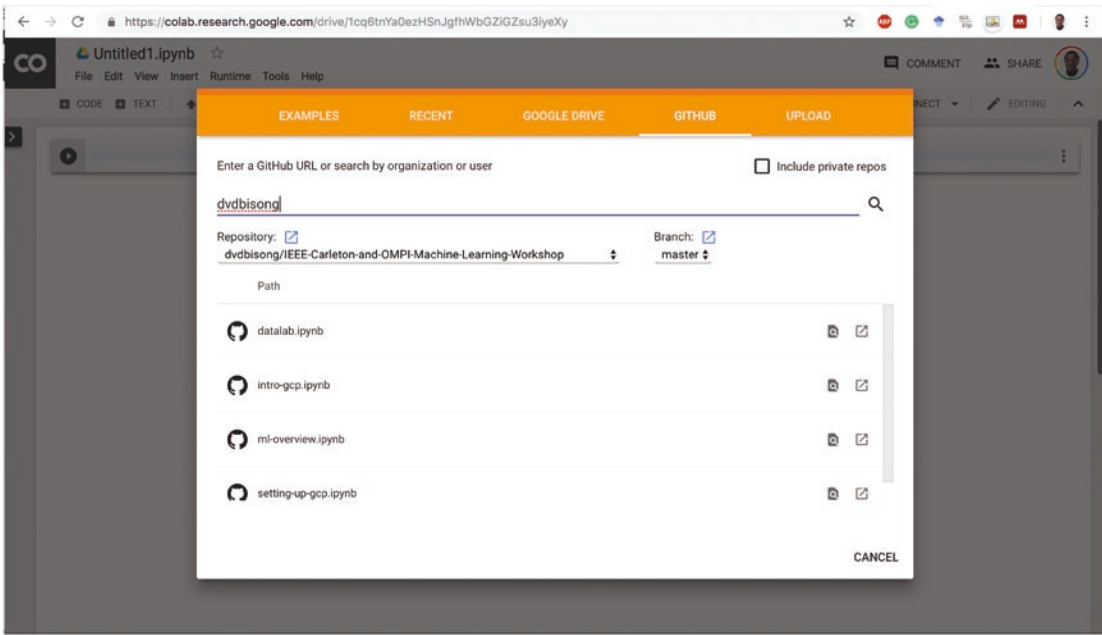 https://colab.research.google.com/drive/1cq6tnYa0ezHSnJgfhWbGZiGZsu3iyeXy
CO
Untitled1.ipynb
File Edit View Insert Runtime Tools Help
COMMENT SHARE
CODE TEXT NECT EDITING
EXAMPLES RECENT GOOGLE DRIVE GITHUB UPLOAD
Enter a GitHub URL or search by organization or user Include private repos
dvdbisong
Repository: Branch:
dvdbisong/IEEE-Carleton-and-OMPI-Machine-Learning-Workshop master
Path
datalab.ipynb
intro-gcp.ipynb
ml-overview.ipynb
setting-up-gcp.ipynb
CANCEL